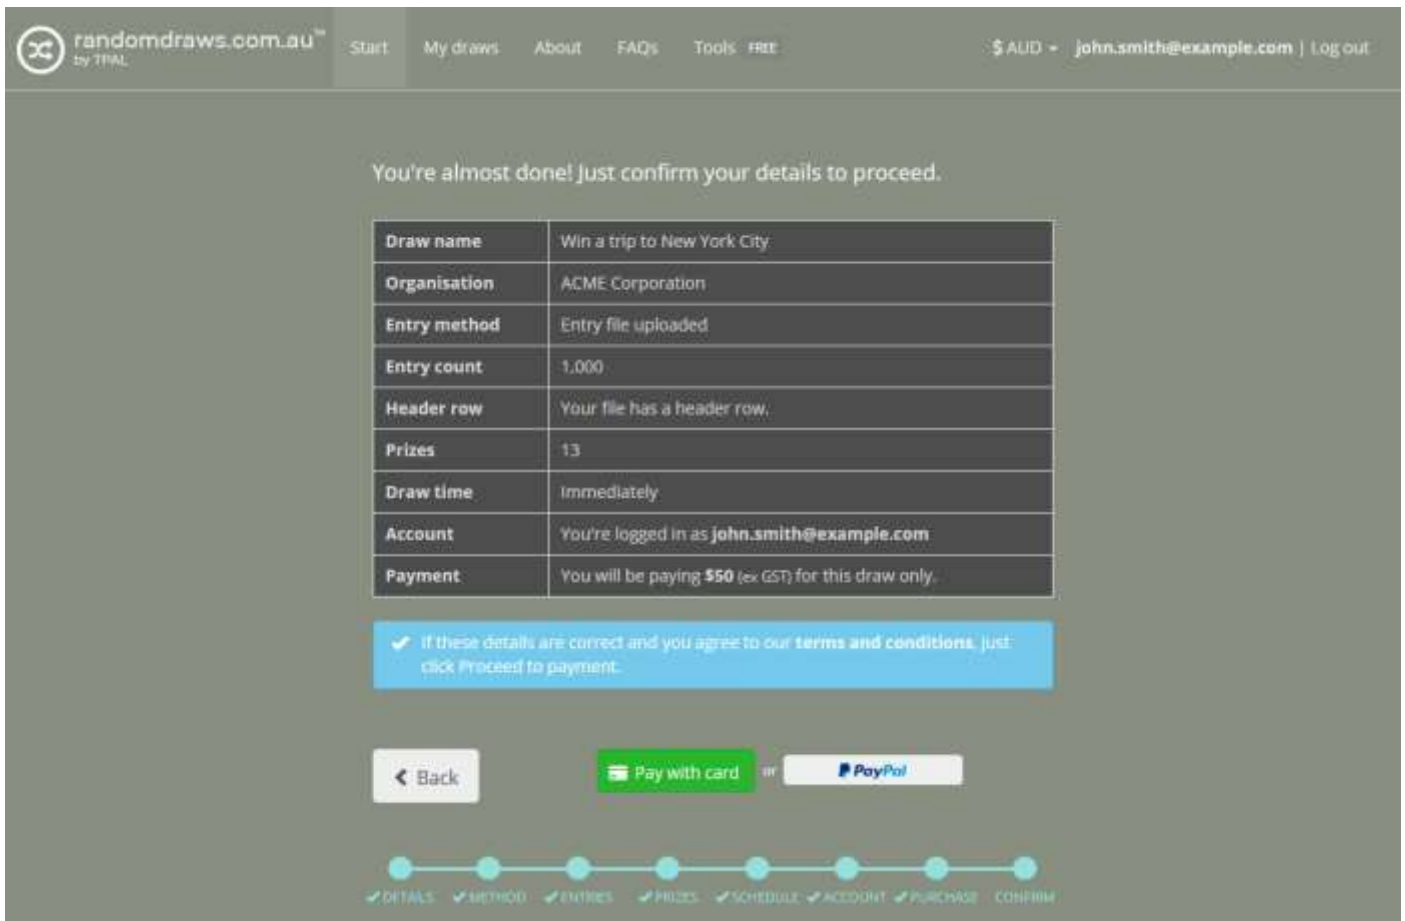 randomdraws.com.au™
by TPAL
Start My draws About FAQs Tools FREE $ AUD john.smith@example.com | Log out
You're almost done! Just confirm your details to proceed.
Draw name Win a trip to New York City
Organisation ACME Corporation
Entry method Entry file uploaded
Entry count 1,000
Header row Your file has a header row.
Prizes 13
Draw time Immediately
Account You're logged in as john.smith@example.com
Payment You will be paying $50 (ex GST) for this draw only.
If these details are correct and you agree to our terms and conditions, just
click Proceed to payment.
Back Pay with card or PayPal
DETAILS METHOD ENTRIES PRIZES SCHEDULE ACCOUNT PURCHASE CONFIRM